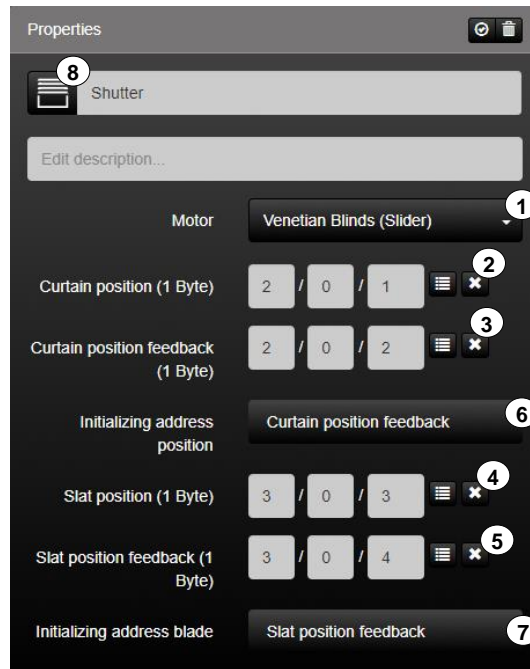 Properties
8
Shutter
Edit description...
1
Motor Venetian Blinds (Slider)
2
Curtain position (1 Byte) 2 / 0 / 1
3
Curtain position feedback 2 / 0 / 2
(1 Byte)
Initializing address Curtain position feedback 6
position
4
Slat position (1 Byte) 3 / 0 / 3
5
Slat position feedback (1 3 / 0 / 4
Byte)
Initializing address blade Slat position feedback 7